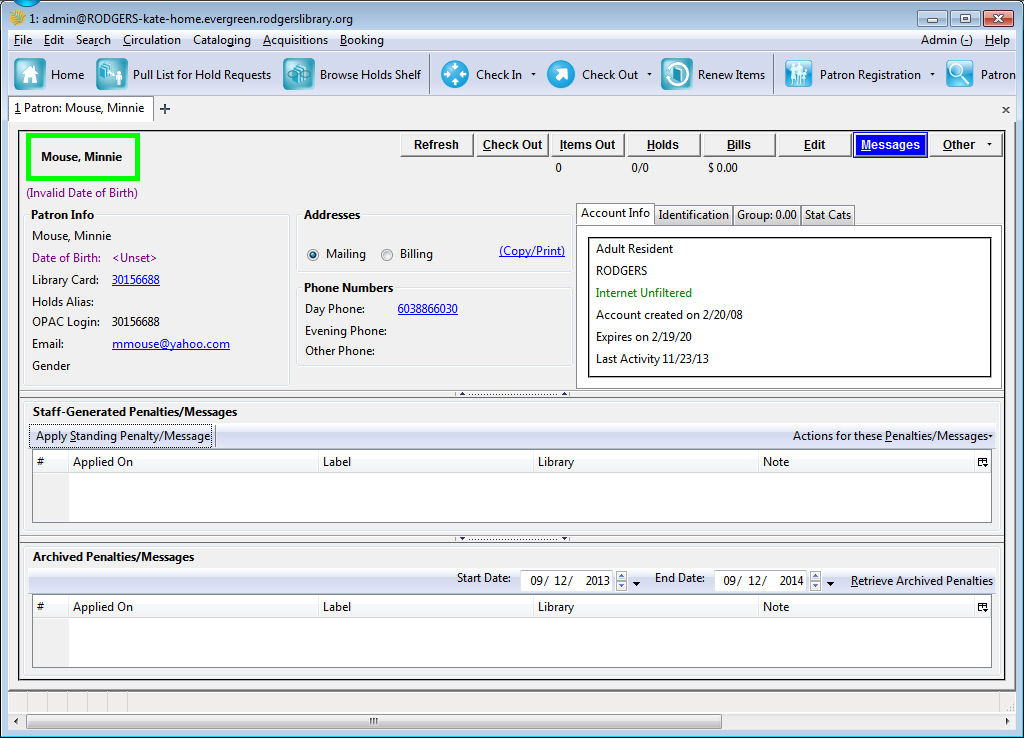 1: admin@RODGERS-kate-home.evergreen.rodgerslibrary.org
File Edit Search Circulation Cataloging Acquisitions Booking Admin (-) Help
Home Pull List for Hold Requests Browse Holds Shelf Check In Check Out Renew Items Patron Registration Patron
1 Patron: Mouse, Minnie
Mouse, Minnie
Refresh Check Out Items Out Holds Bills Edit Messages Other
0 0/0 $ 0.00
(Invalid Date of Birth)
Patron Info
Mouse, Minnie
Date of Birth: <Unset>
Library Card: 30156688
Holds Alias:
OPAC Login: 30156688
Email: mmouse@yahoo.com
Gender
Addresses
Mailing Billing (Copy/Print)
Phone Numbers
Day Phone: 6038866030
Evening Phone:
Other Phone:
Account Info Identification Group: 0.00 Stat Cats
Adult Resident
RODGERS
Internet Unfiltered
Account created on 2/20/08
Expires on 2/19/20
Last Activity 11/23/13
Staff-Generated Penalties/Messages
Apply Standing Penalty/Message Actions for these Penalties/Messages
# Applied On Label Library Note
Archived Penalties/Messages
Start Date: 09/ 12/ 2013 End Date: 09/ 12/ 2014 Retrieve Archived Penalties
# Applied On Label Library Note